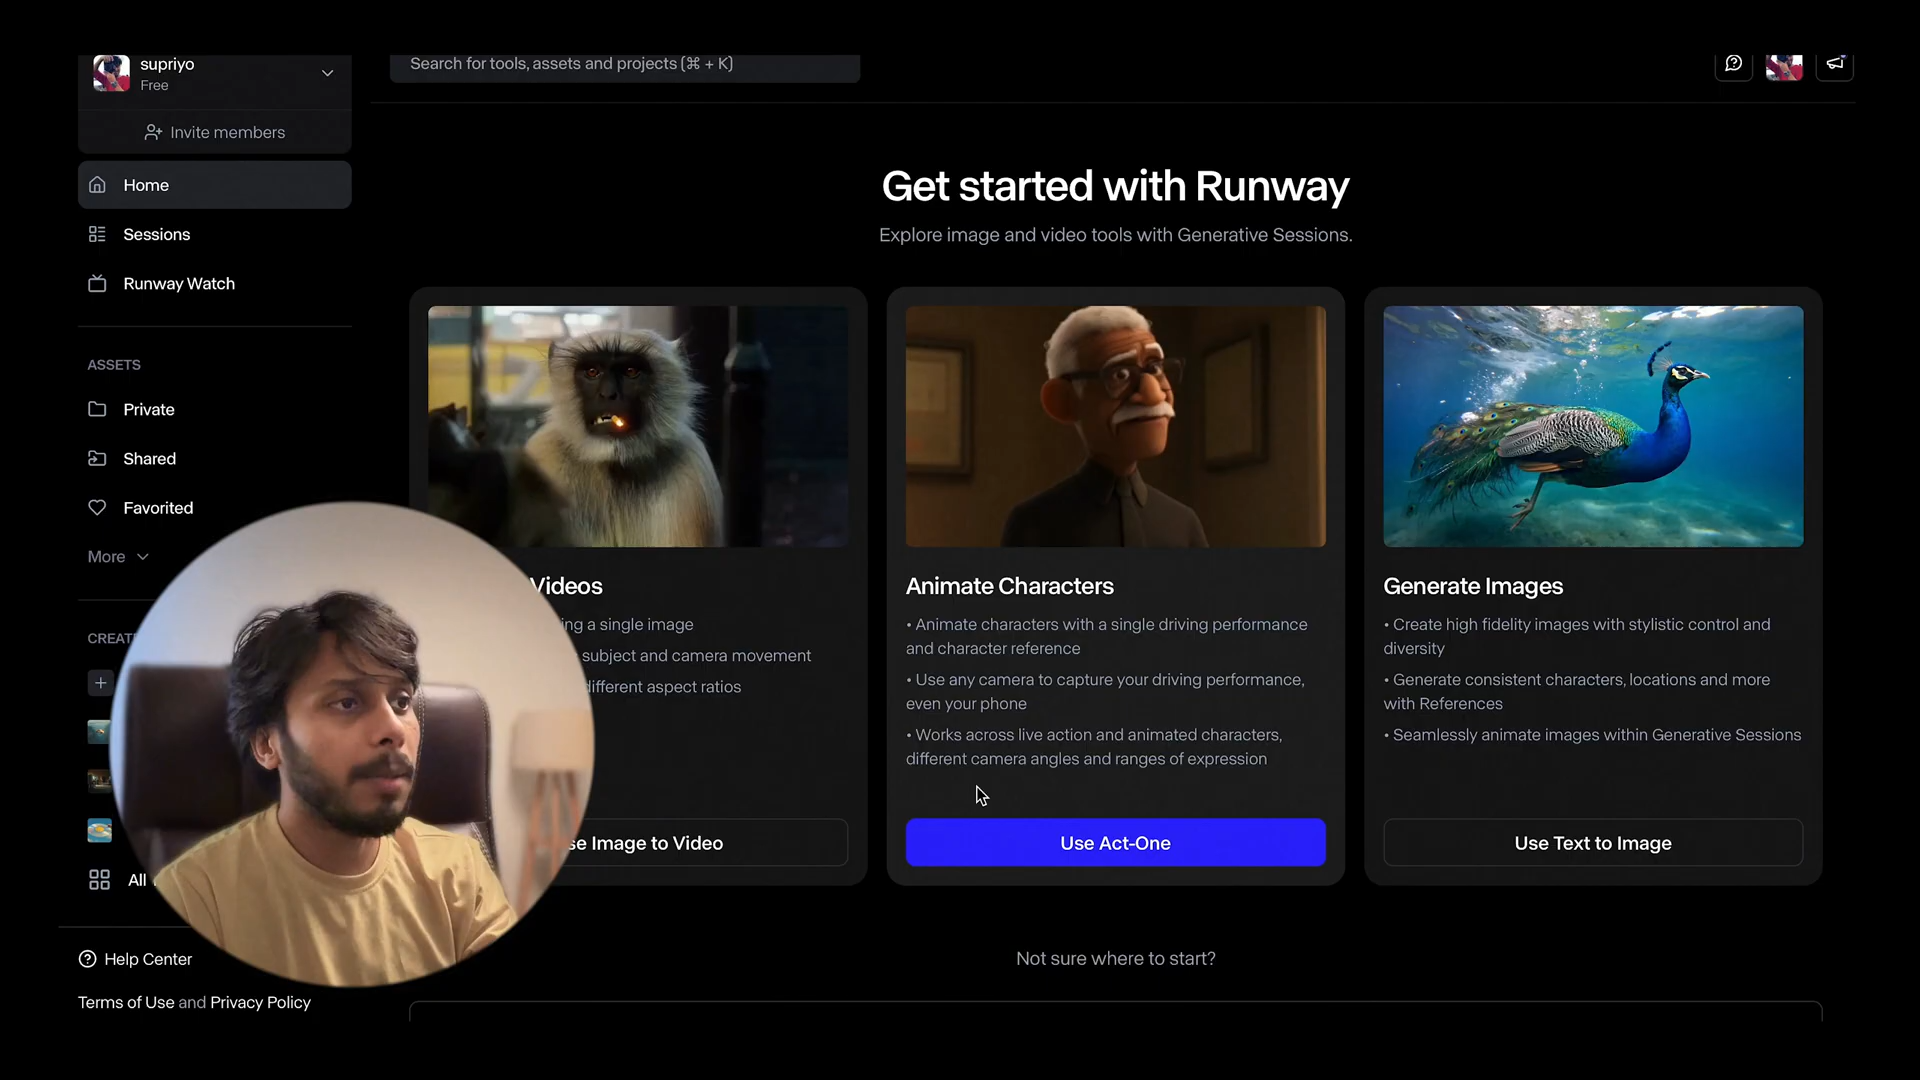 supriyo
Free
Search for tools, assets and projects (⌘ + K)
Invite members
Home
Sessions
Runway Watch
ASSETS
Private
Shared
Favorited
More
Help Center
Terms of Use and Privacy Policy
Get started with Runway
Explore image and video tools with Generative Sessions.
Videos
a single image
subject and camera movement
different aspect ratios
Image to Video
Animate Characters
• Animate characters with a single driving performance
and character reference
• Use any camera to capture your driving performance,
even your phone
• Works across live action and animated characters,
different camera angles and ranges of expression
Use Act-One
Generate Images
• Create high fidelity images with stylistic control and
diversity
• Generate consistent characters, locations and more
with References
• Seamlessly animate images within Generative Sessions
Use Text to Image
Not sure where to start?
All